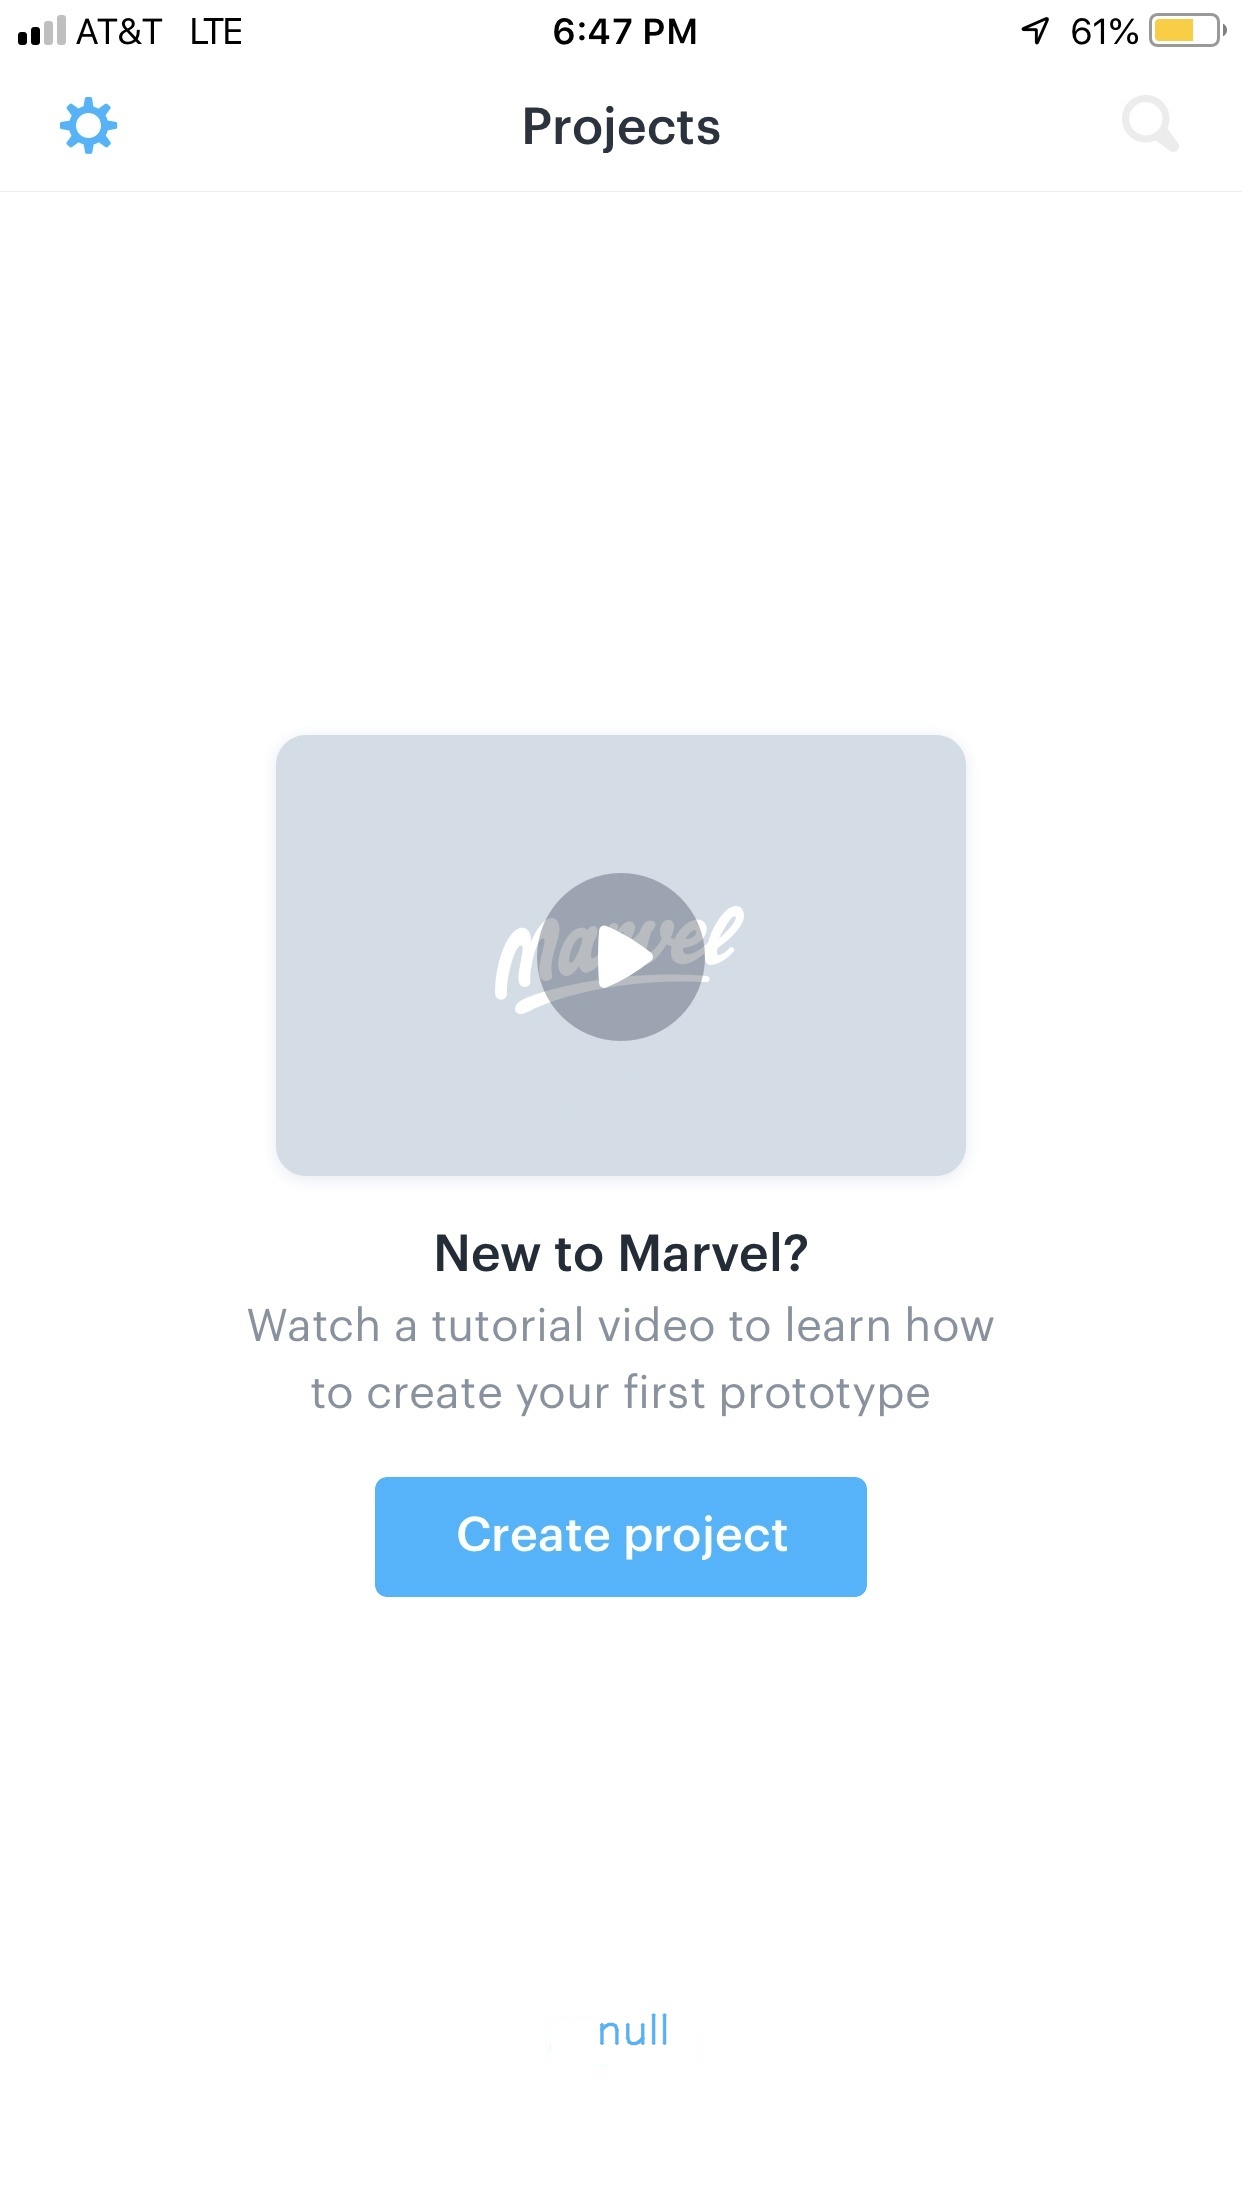 AT&T LTE 6:47 PM 61%
Projects
Marvel
New to Marvel?
Watch a tutorial video to learn how
to create your first prototype
Create project
null